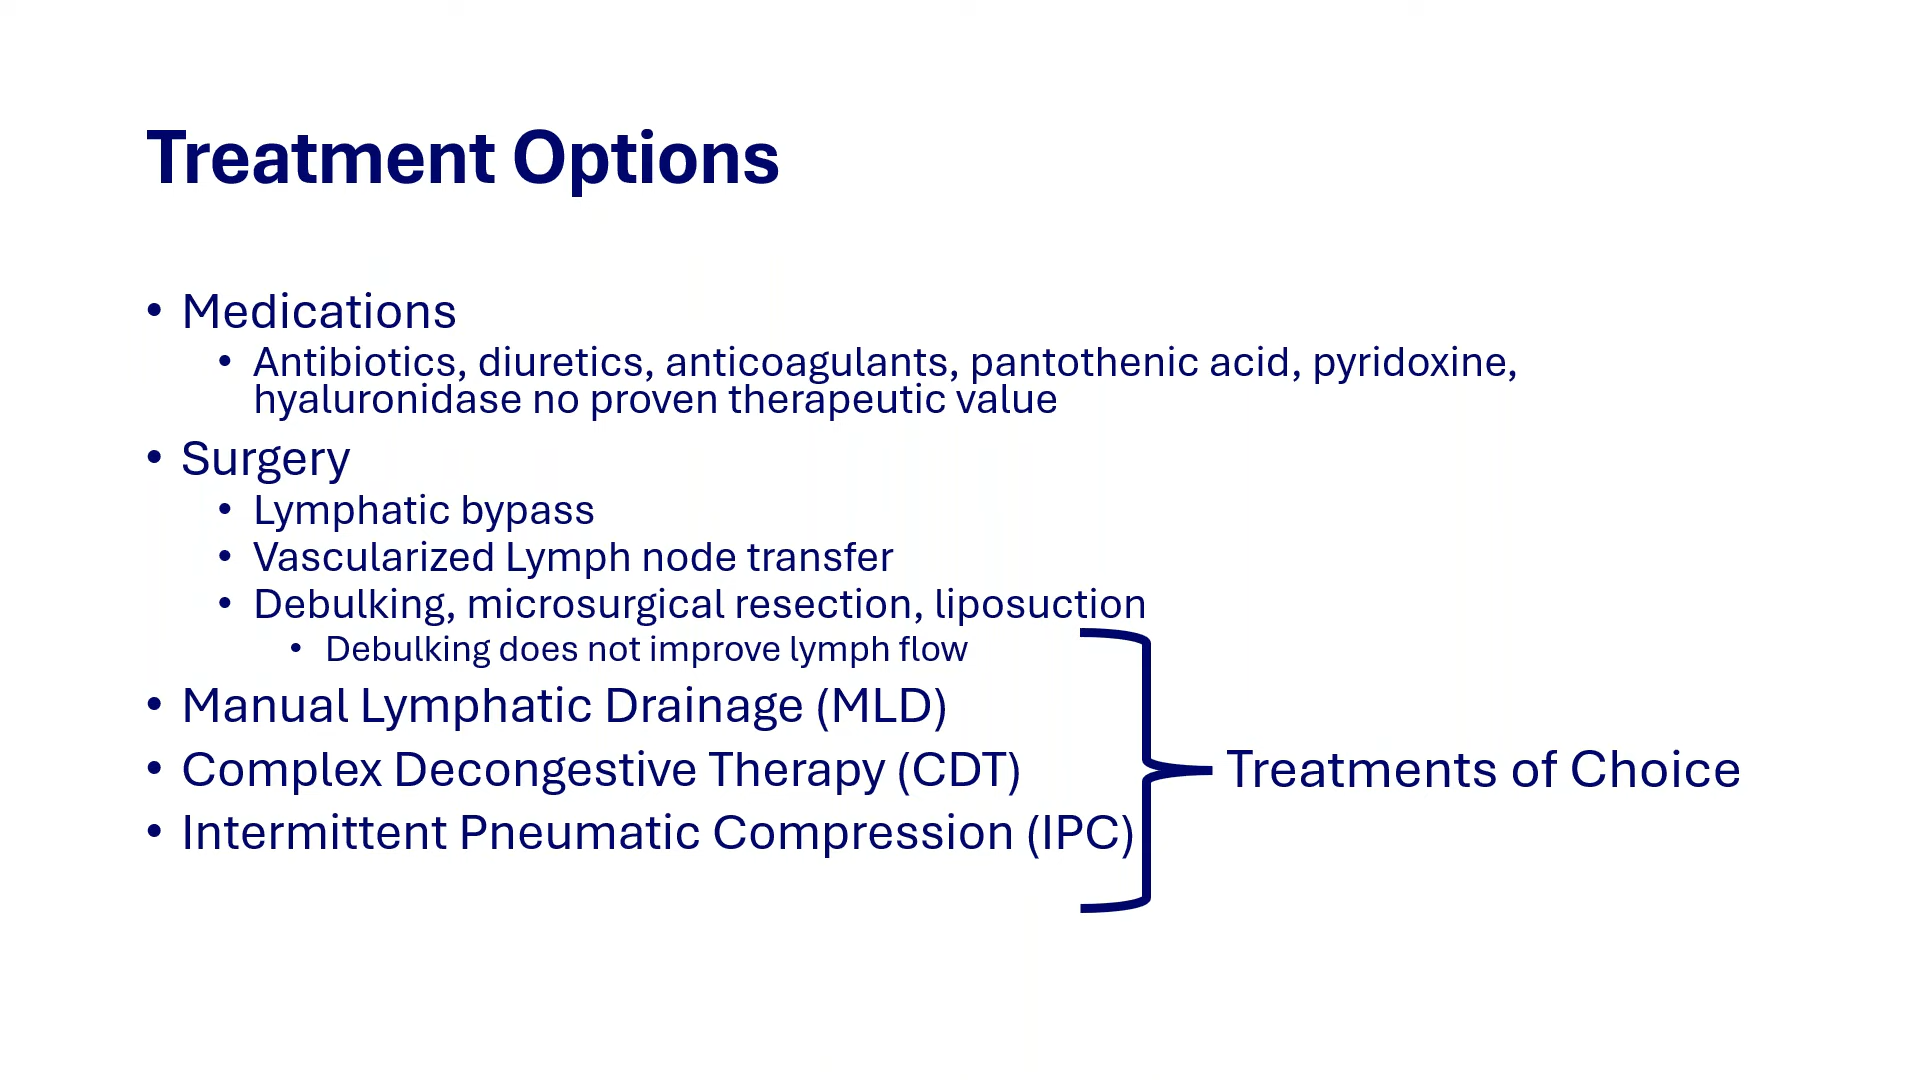 Treatment Options
• Medications
• Antibiotics, diuretics, anticoagulants, pantothenic acid, pyridoxine,
hyaluronidase no proven therapeutic value
• Surgery
• Lymphatic bypass
• Vascularized Lymph node transfer
• Debulking, microsurgical resection, liposuction
• Debulking does not improve lymph flow
• Manual Lymphatic Drainage (MLD)
• Complex Decongestive Therapy (CDT)
• Intermittent Pneumatic Compression (IPC)
Treatments of Choice